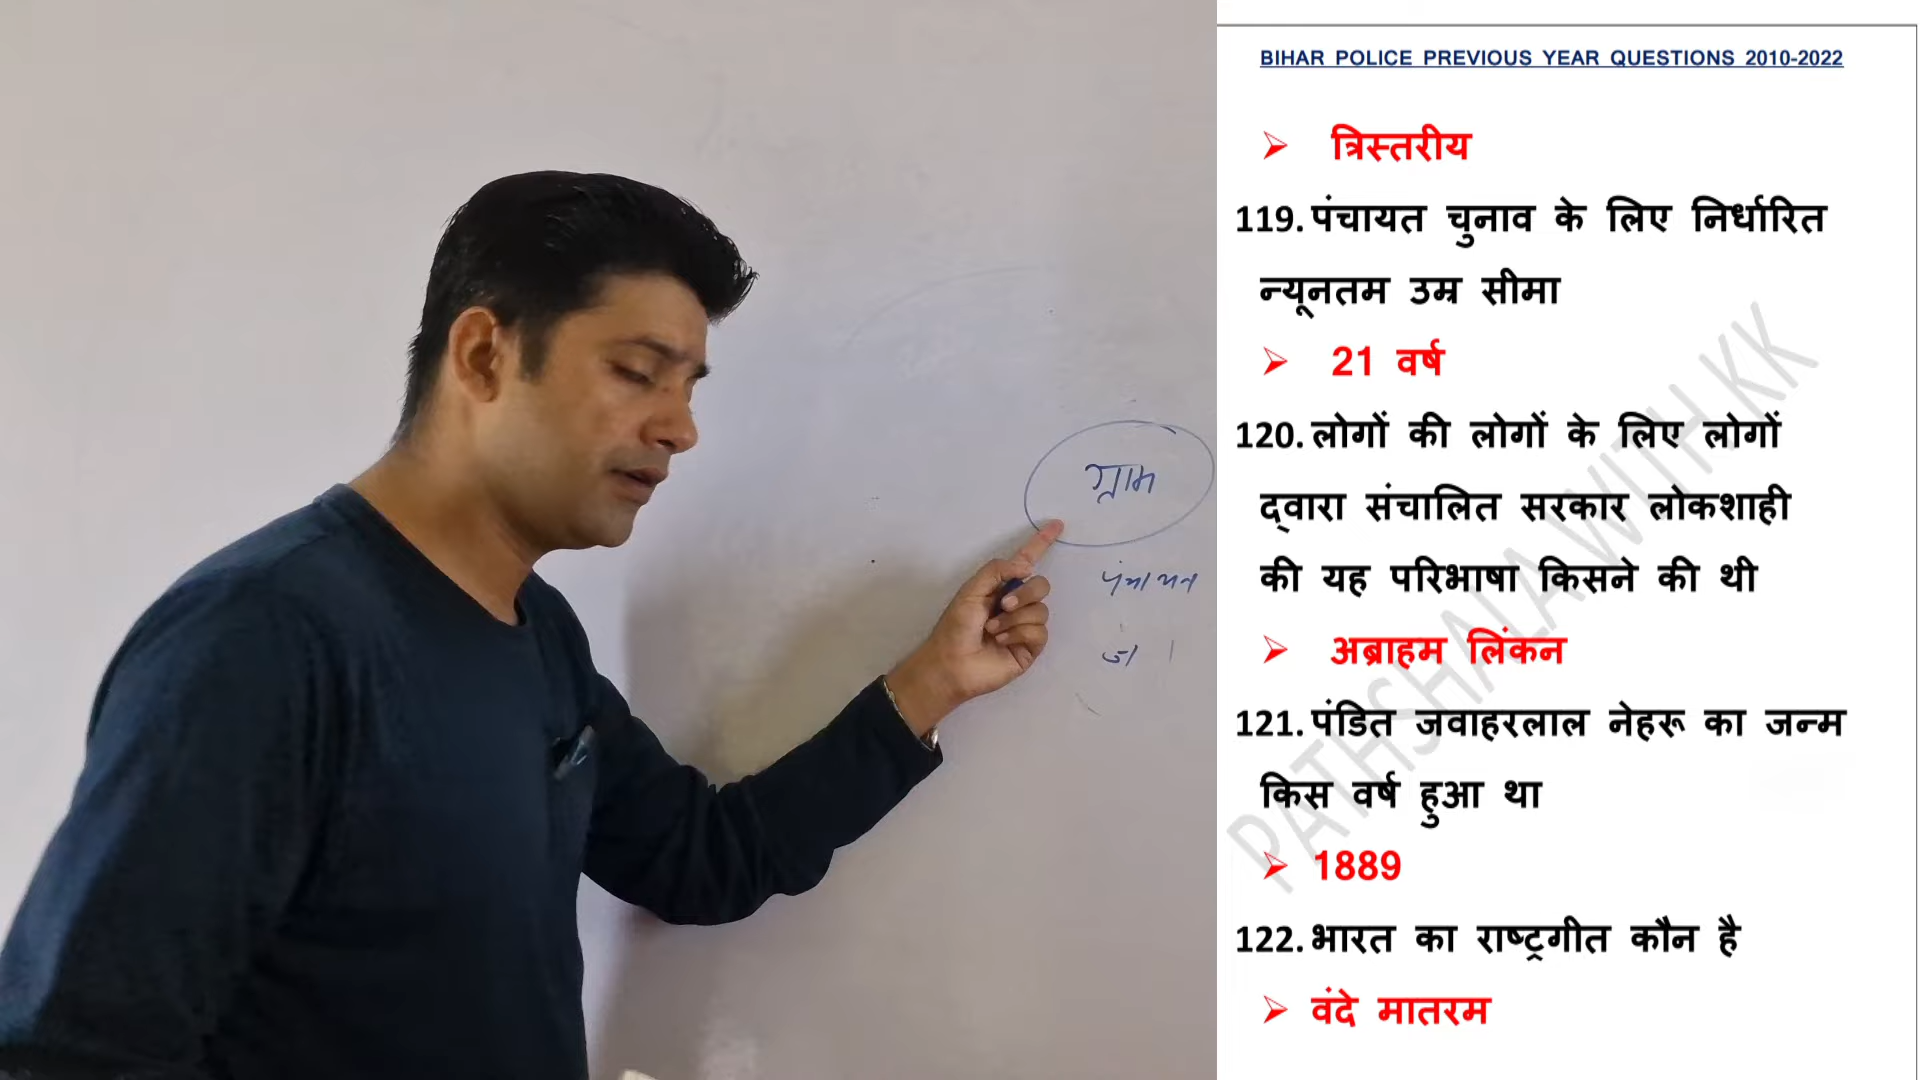 ग्राम
पंचायत
BIHAR POLICE PREVIOUS YEAR QUESTIONS 2010-2022
➢ त्रिस्तरीय
119. पंचायत चुनाव के लिए निर्धारित
न्यूनतम उम्र सीमा
➢ 21 वर्ष
120. लोगों की लोगों के लिए लोगों
द्वारा संचालित सरकार लोकशाही
की यह परिभाषा किसने की थी
➢ अब्राहम लिंकन
121. पंडित जवाहरलाल नेहरू का जन्म
किस वर्ष हुआ था
➢ 1889
122. भारत का राष्ट्रगीत कौन है
➢ वंदे मातरम
PATHSHALA WITH KK